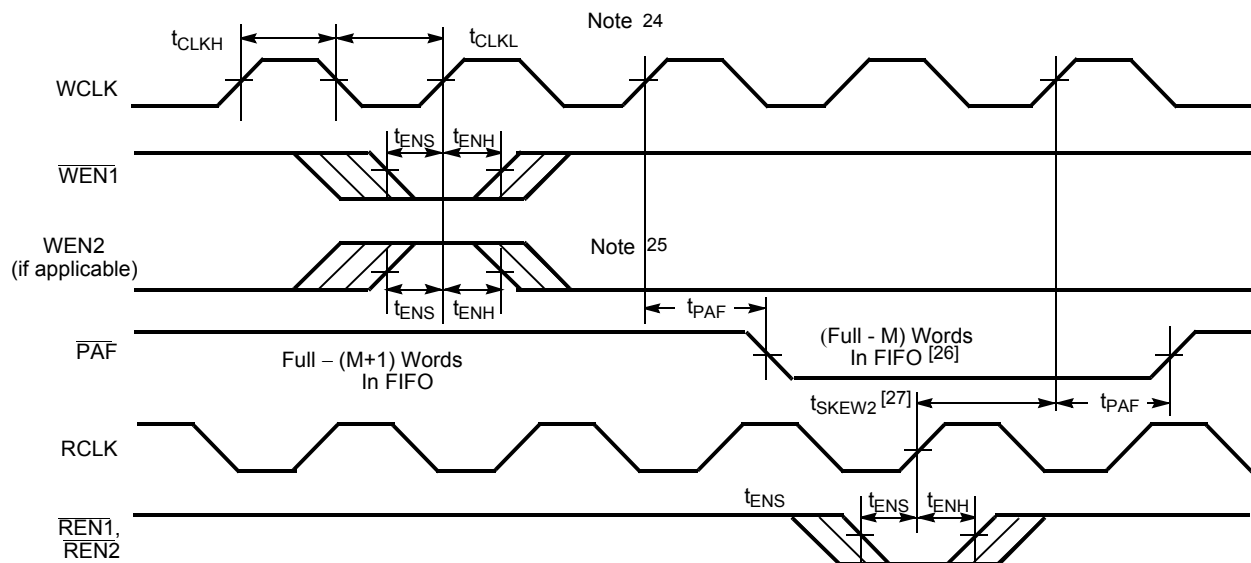 Note 24
tCLKH
tCLKL
WCLK
tENS
tENH
WEN1
WEN2
(if applicable)
Note 25
tENS
tENH
tPAF
PAF
Full – (M+1) Words
In FIFO
(Full - M) Words
In FIFO [26]
tSKEW2 [27]
tPAF
RCLK
tENS
tENS
tENH
REN1,
REN2